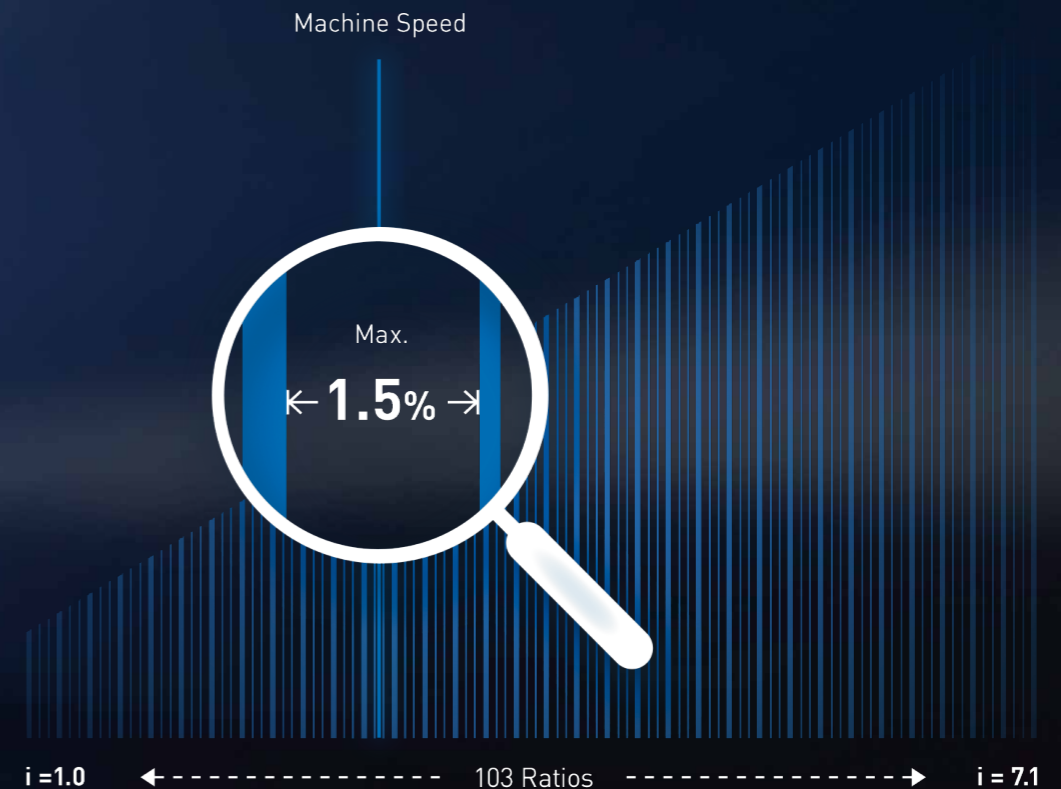 Machine Speed
Max.
1.5%
i =1.0 103 Ratios i = 7.1